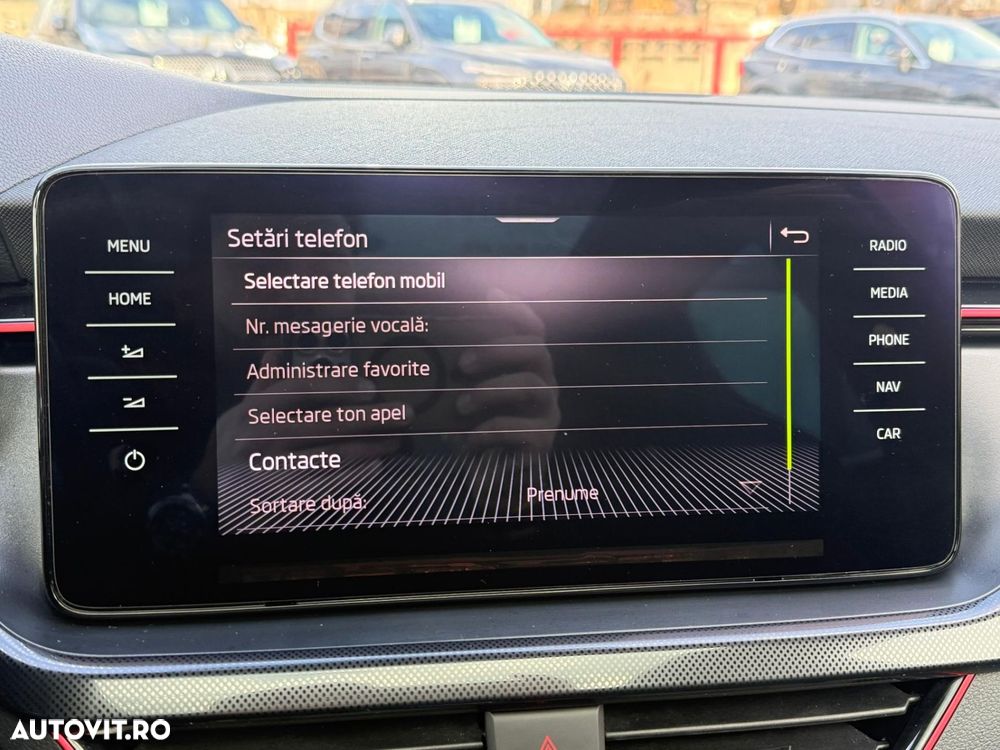 MENU
HOME
Setări telefon
Selectare telefon mobil
Nr. mesagerie vocală:
Administrare favorite
Selectare ton apel
Contacte
Sortare după: Prenume
RADIO
MEDIA
PHONE
NAV
CAR
AUTOVIT.RO